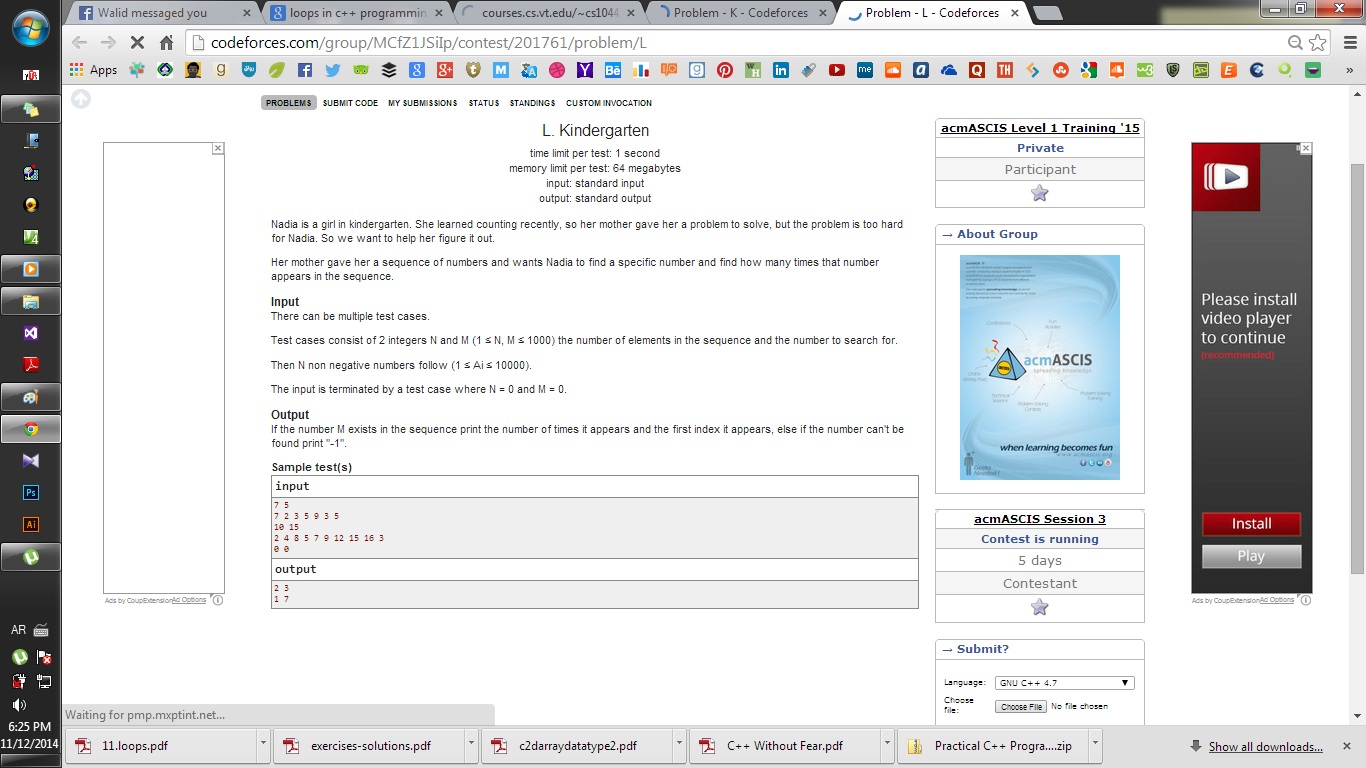 Walid messaged you
loops in c++ programmin
courses.cs.vt.edu/~cs1044
Problem - K - Codeforces
Problem - L - Codeforces
codeforces.com/group/MCfZ1JSiIp/contest/201761/problem/L
Apps
PROBLEMS SUBMIT CODE MY SUBMISSIONS STATUS STANDINGS CUSTOM INVOCATION
L. Kindergarten
time limit per test: 1 second
memory limit per test: 64 megabytes
input: standard input
output: standard output
Nadia is a girl in kindergarten. She learned counting recently, so her mother gave her a problem to solve, but the problem is too hard
for Nadia. So we want to help her figure it out.
Her mother gave her a sequence of numbers and wants Nadia to find a specific number and find how many times that number
appears in the sequence.
Input
There can be multiple test cases.
Test cases consist of 2 integers N and M (1 ≤ N, M ≤ 1000) the number of elements in the sequence and the number to search for.
Then N non negative numbers follow (1 ≤ Ai ≤ 10000).
The input is terminated by a test case where N = 0 and M = 0.
Output
If the number M exists in the sequence print the number of times it appears and the first index it appears, else if the number can't be
found print "-1".
Sample test(s)
input
7 5
7 2 3 5 9 3 5
10 15
2 4 8 5 7 9 12 15 16 3
0 0
output
2 3
1 7
Ads by CoupExtension Ad Options
acmASCIS Level 1 Training '15
Private
Participant
→ About Group
acmASCIS
spreading knowledge
when learning becomes fun
acmASCIS Session 3
Contest is running
5 days
Contestant
→ Submit?
Language: GNU C++ 4.7
Choose
file:
Choose File No file chosen
Please install
video player
to continue
(recommended)
Install
Play
Ads by CoupExtension Ad Options
AR
6:25 PM
11/12/2014
Waiting for pmp.mxptint.net...
11.loops.pdf
exercises-solutions.pdf
c2darraydatatype2.pdf
C++ Without Fear.pdf
Practical C++ Progra....zip
Show all downloads...